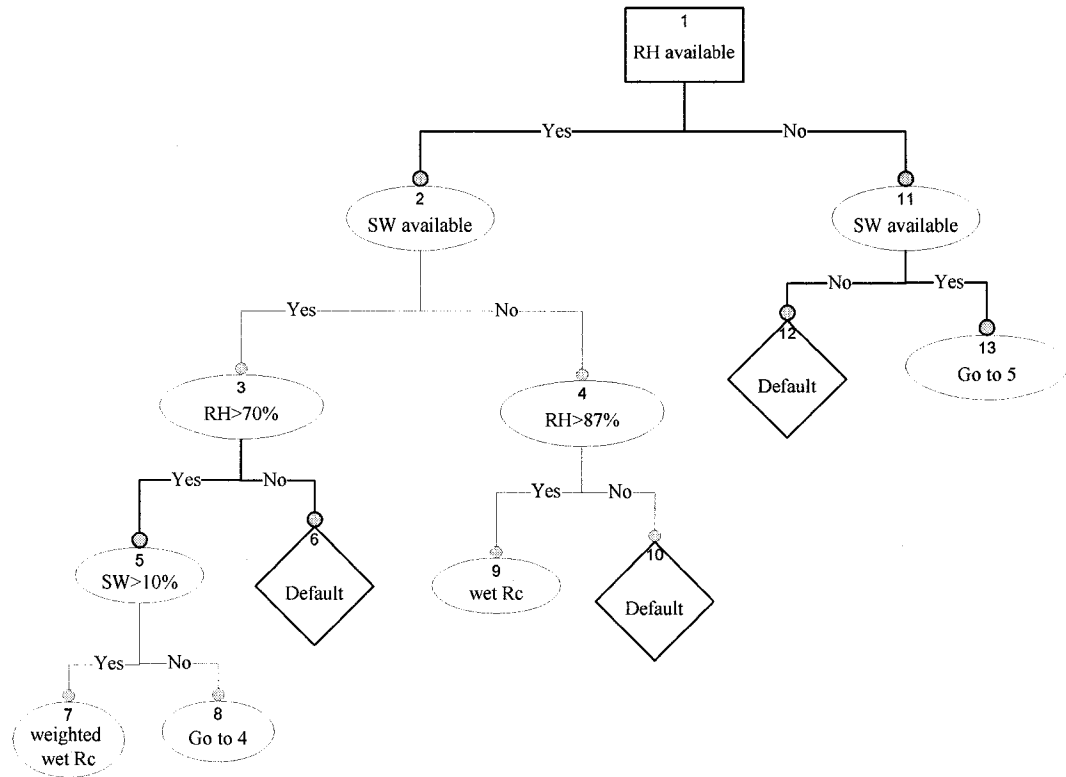 1
RH available
Yes
No
2
SW available
11
SW available
Yes
No
No
Yes
3
RH>70%
4
RH>87%
12
Default
13
Go to 5
Yes
No
Yes
No
5
SW>10%
6
Default
9
wet Rc
10
Default
Yes
No
7
weighted
wet Rc
8
Go to 4